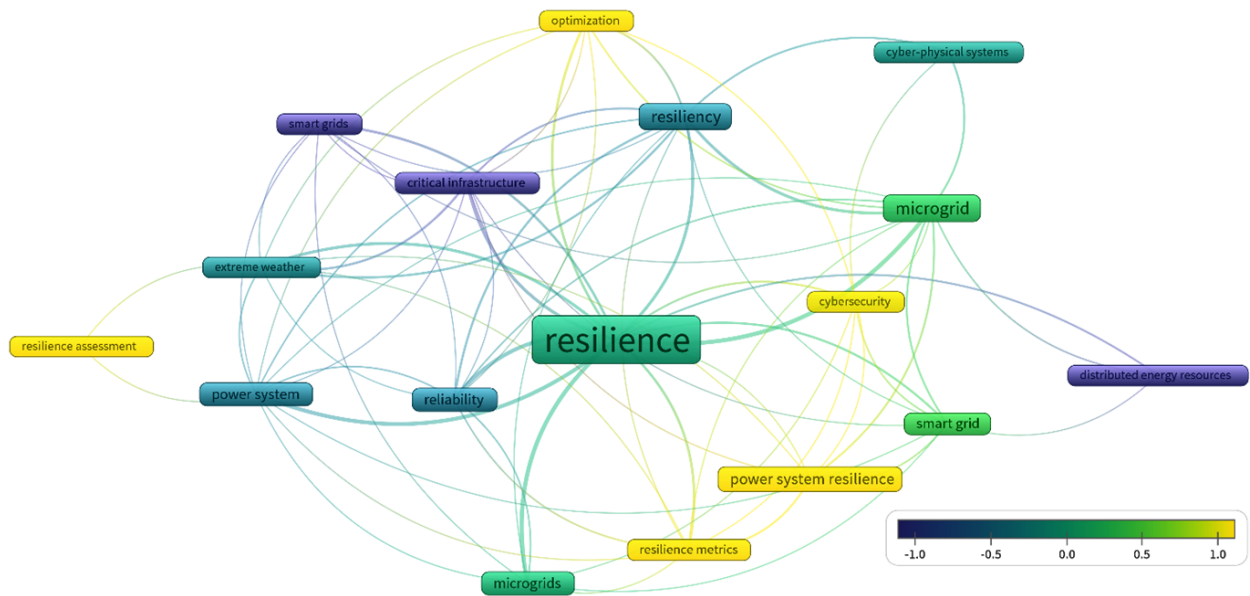 optimization
cyber-physical systems
smart grids
resiliency
critical infrastructure
microgrid
extreme weather
cybersecurity
resilience
resilience assessment
distributed energy resources
power system
reliability
smart grid
power system resilience
resilience metrics
microgrids
-1.0 -0.5 0.0 0.5 1.0